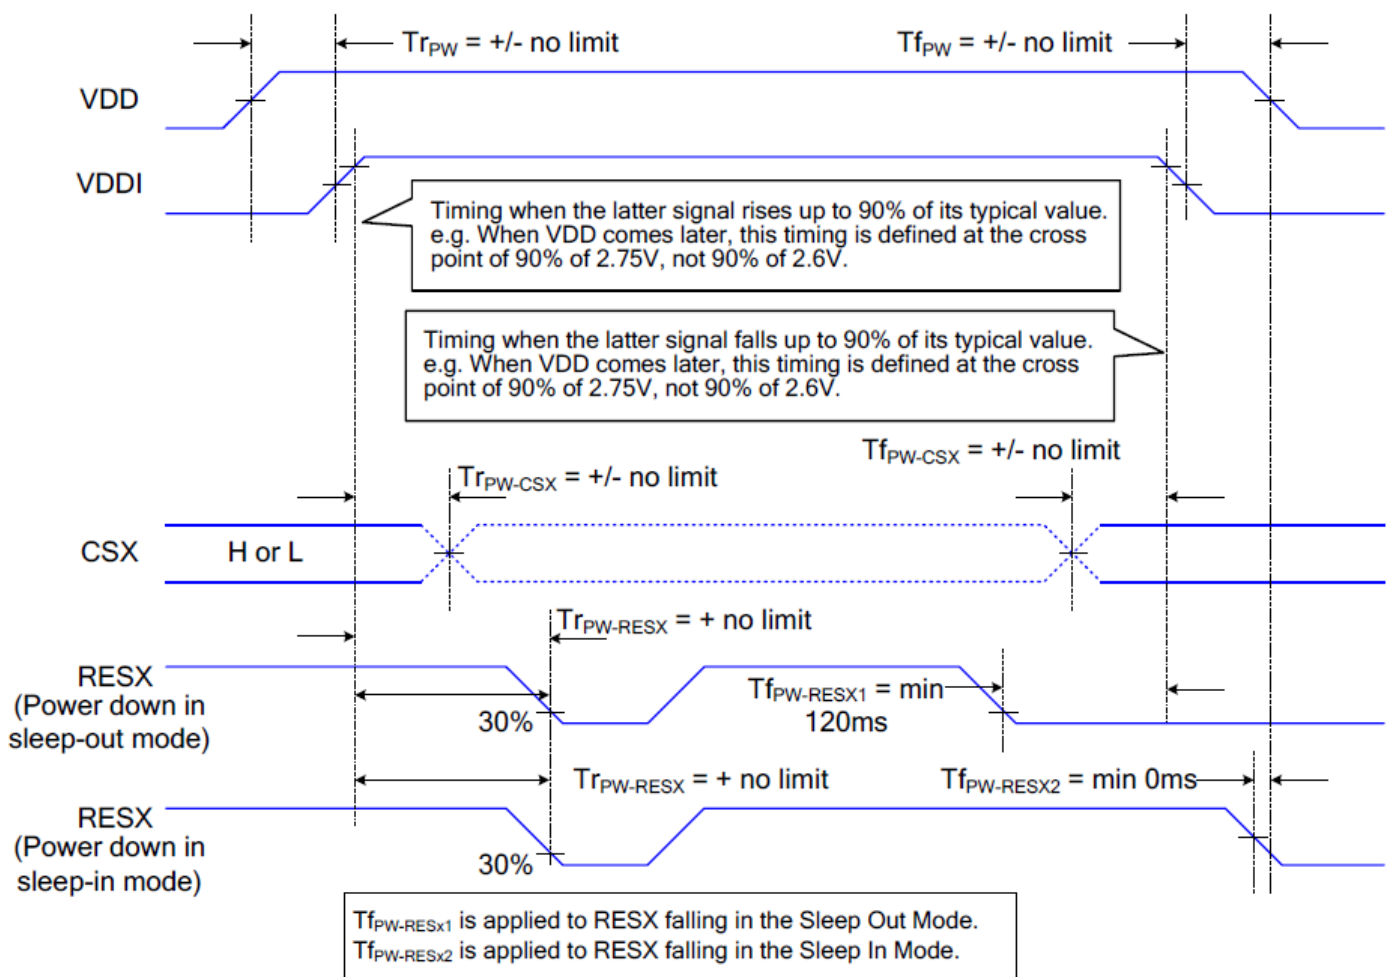 TrPW = +/- no limit
TfPW = +/- no limit
VDD
VDDI
Timing when the latter signal rises up to 90% of its typical value.
e.g. When VDD comes later, this timing is defined at the cross
point of 90% of 2.75V, not 90% of 2.6V.
Timing when the latter signal falls up to 90% of its typical value.
e.g. When VDD comes later, this timing is defined at the cross
point of 90% of 2.75V, not 90% of 2.6V.
TfPW-CSX = +/- no limit
TrPW-CSX = +/- no limit
CSX
H or L
TrPW-RESX = + no limit
RESX
(Power down in
sleep-out mode)
30%
TfPW-RESX1 = min
120ms
TrPW-RESX = + no limit
TfPW-RESX2 = min 0ms
RESX
(Power down in
sleep-in mode)
30%
TfPW-RESx1 is applied to RESX falling in the Sleep Out Mode.
TfPW-RESx2 is applied to RESX falling in the Sleep In Mode.